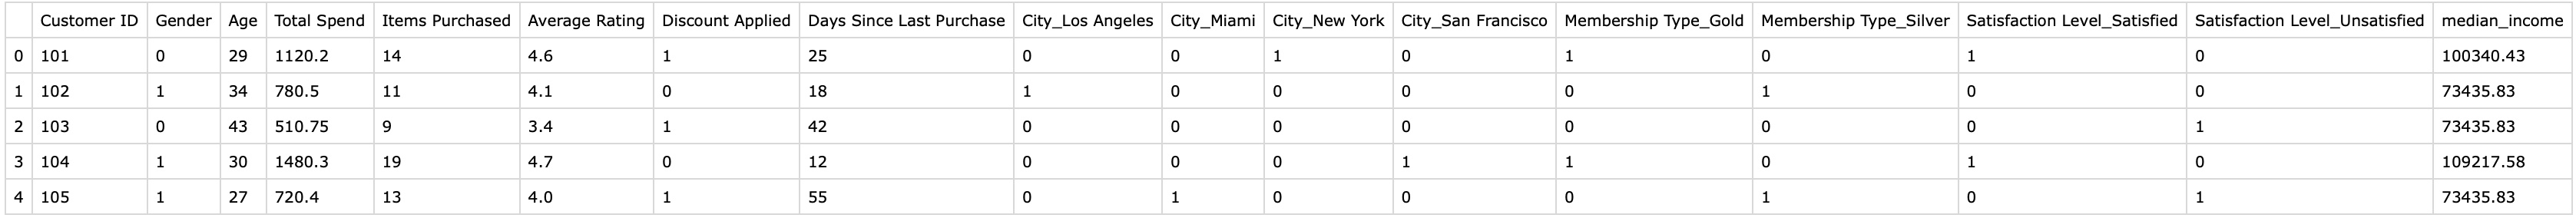 Customer ID Gender Age Total Spend Items Purchased Average Rating Discount Applied Days Since Last Purchase City_Los Angeles City_Miami City_New York City_San Francisco Membership Type_Gold Membership Type_Silver Satisfaction Level_Satisfied Satisfaction Level_Unsatisfied median_income
0 101 0 29 1120.2 14 4.6 1 25 0 0 1 0 1 0 1 0 100340.43
1 102 1 34 780.5 11 4.1 0 18 1 0 0 0 0 1 0 0 73435.83
2 103 0 43 510.75 9 3.4 1 42 0 0 0 0 0 0 0 1 73435.83
3 104 1 30 1480.3 19 4.7 0 12 0 0 0 1 1 0 1 0 109217.58
4 105 1 27 720.4 13 4.0 1 55 0 1 0 0 0 1 0 1 73435.83